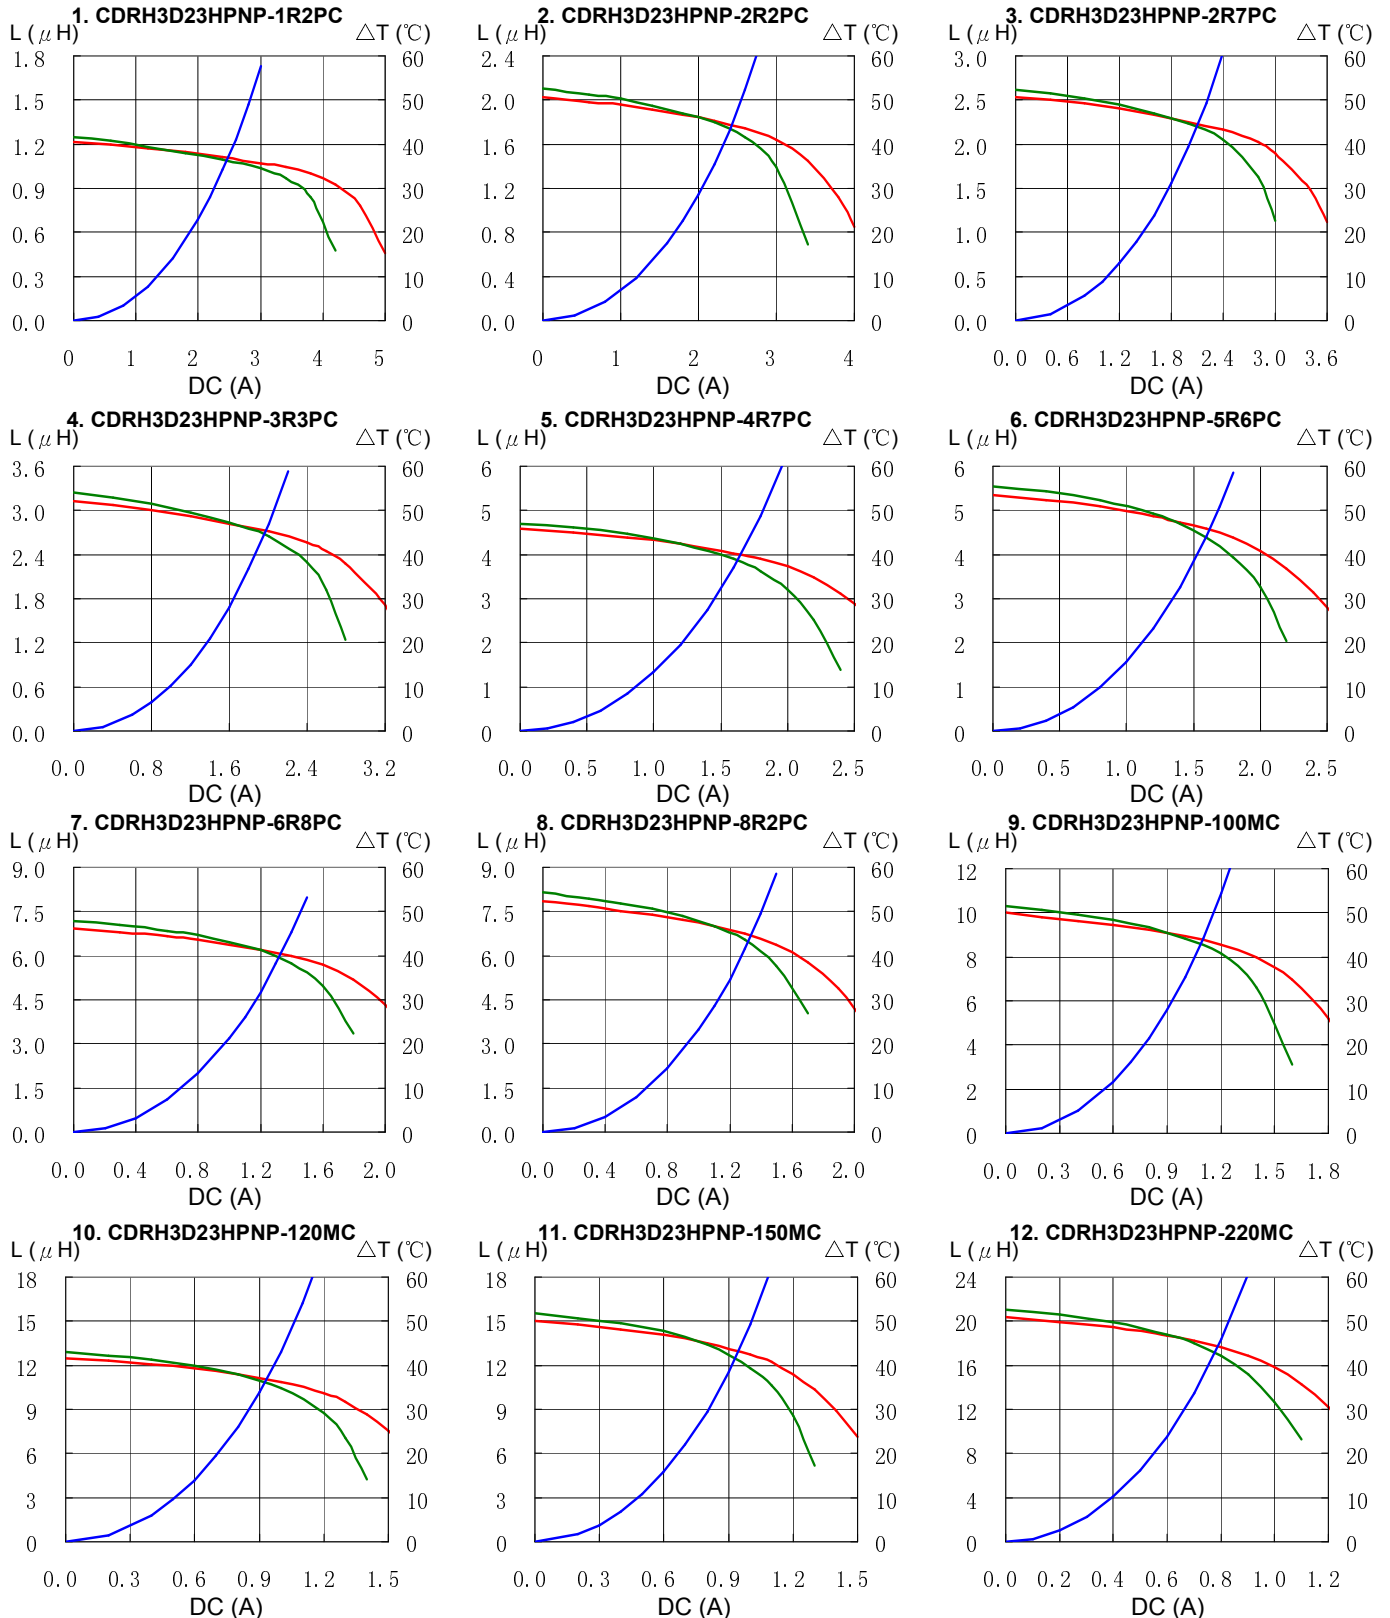 1. CDRH3D23HPNP-1R2PC
L (μH) △T (℃)
1.8 60
1.5 50
1.2 40
0.9 30
0.6 20
0.3 10
0.0 0
0 1 2 3 4 5
DC (A)
2. CDRH3D23HPNP-2R2PC
L (μH) △T (℃)
2.4 60
2.0 50
1.6 40
1.2 30
0.8 20
0.4 10
0.0 0
0 1 2 3 4
DC (A)
3. CDRH3D23HPNP-2R7PC
L (μH) △T (℃)
3.0 60
2.5 50
2.0 40
1.5 30
1.0 20
0.5 10
0.0 0
0.0 0.6 1.2 1.8 2.4 3.0 3.6
DC (A)
4. CDRH3D23HPNP-3R3PC
L (μH) △T (℃)
3.6 60
3.0 50
2.4 40
1.8 30
1.2 20
0.6 10
0.0 0
0.0 0.8 1.6 2.4 3.2
DC (A)
5. CDRH3D23HPNP-4R7PC
L (μH) △T (℃)
6 60
5 50
4 40
3 30
2 20
1 10
0 0
0.0 0.5 1.0 1.5 2.0 2.5
DC (A)
6. CDRH3D23HPNP-5R6PC
L (μH) △T (℃)
6 60
5 50
4 40
3 30
2 20
1 10
0 0
0.0 0.5 1.0 1.5 2.0 2.5
DC (A)
7. CDRH3D23HPNP-6R8PC
L (μH) △T (℃)
9.0 60
7.5 50
6.0 40
4.5 30
3.0 20
1.5 10
0.0 0
0.0 0.4 0.8 1.2 1.6 2.0
DC (A)
8. CDRH3D23HPNP-8R2PC
L (μH) △T (℃)
9.0 60
7.5 50
6.0 40
4.5 30
3.0 20
1.5 10
0.0 0
0.0 0.4 0.8 1.2 1.6 2.0
DC (A)
9. CDRH3D23HPNP-100MC
L (μH) △T (℃)
12 60
10 50
8 40
6 30
4 20
2 10
0 0
0.0 0.3 0.6 0.9 1.2 1.5 1.8
DC (A)
10. CDRH3D23HPNP-120MC
L (μH) △T (℃)
18 60
15 50
12 40
9 30
6 20
3 10
0 0
0.0 0.3 0.6 0.9 1.2 1.5
DC (A)
11. CDRH3D23HPNP-150MC
L (μH) △T (℃)
18 60
15 50
12 40
9 30
6 20
3 10
0 0
0.0 0.3 0.6 0.9 1.2 1.5
DC (A)
12. CDRH3D23HPNP-220MC
L (μH) △T (℃)
24 60
20 50
16 40
12 30
8 20
4 10
0 0
0.0 0.2 0.4 0.6 0.8 1.0 1.2
DC (A)